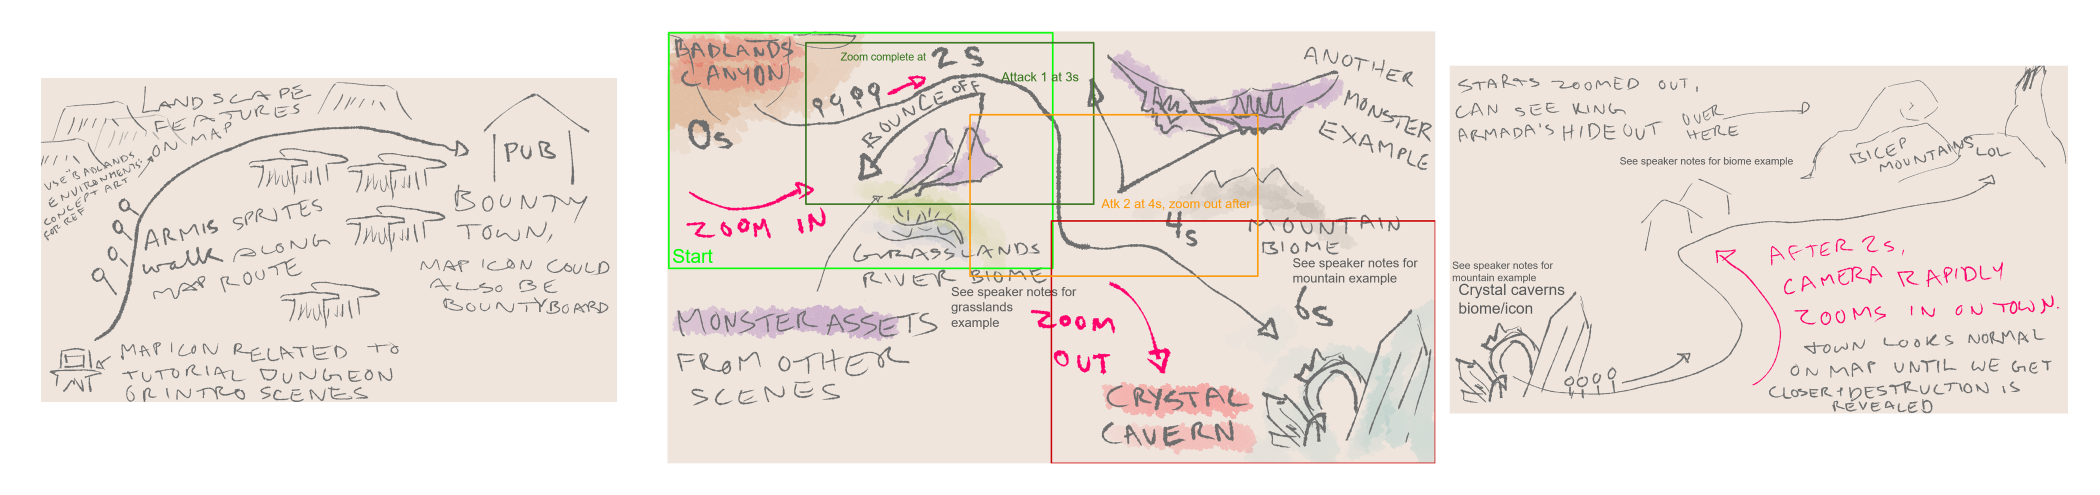 LANDSCAPE
FEATURES
ON MAP
USE "BADLANDS
ENVIRONMENTS"
CONCEPT ART
FOR REF
PUB
ARMIS SPRITES
WALK ALONG
MAP ROUTE
BOUNTY
TOWN,
MAP ICON COULD
ALSO BE
BOUNTYBOARD
MAP ICON RELATED TO
TUTORIAL DUNGEON
OR INTRO SCENES
BADLANDS
CANYON
Zoom complete at
2s
Attack 1 at 3s
BOUNCE OFF
0s
ZOOM IN
Start
GRASSLANDS
RIVER BIOME
See speaker notes for
grasslands
example
MONSTER ASSETS
FROM OTHER
SCENES
ANOTHER
MONSTER
EXAMPLE
Atk 2 at 4s, zoom out after
4s
MOUNTAIN
BIOME
See speaker notes for
mountain example
6s
ZOOM
OUT
CRYSTAL
CAVERN
STARTS ZOOMED OUT,
CAN SEE KING
ARMADA'S HIDEOUT OVER
HERE
See speaker notes for biome example
BICEP
MOUNTAINS LOL
See speaker notes for
mountain example
Crystal caverns
biome/icon
AFTER 2s,
CAMERA RAPIDLY
ZOOMS IN ON TOWN.
TOWN LOOKS NORMAL
ON MAP UNTIL WE GET
CLOSER + DESTRUCTION IS
REVEALED